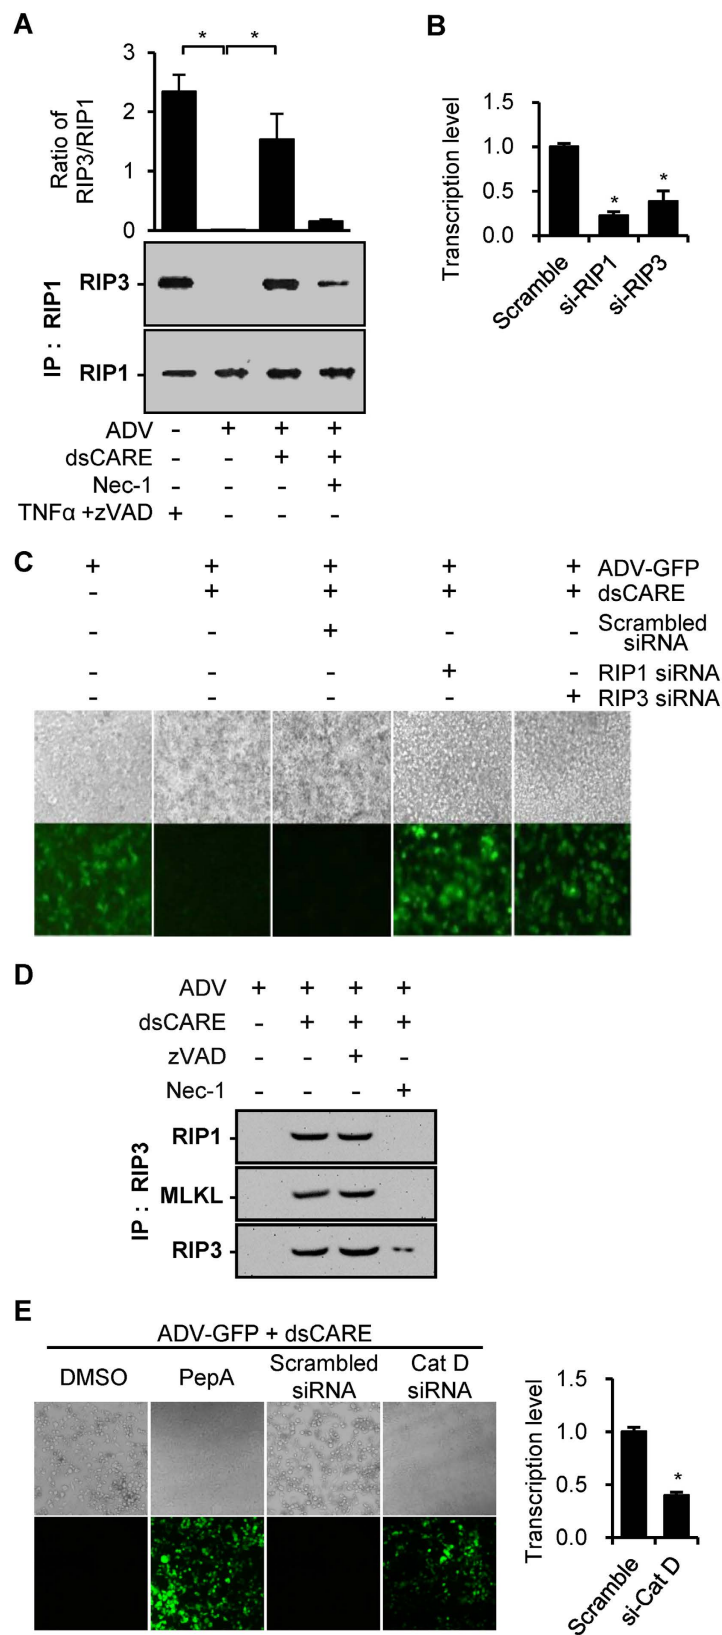 A
* *
3
2
1
0
Ratio of
RIP3/RIP1
IP : RIP1
RIP3
RIP1
ADV - + + +
dsCARE - - + +
Nec-1 - - - +
TNFα +zVAD + - - -
B
Transcription level
1.5
1.0
0.5
0.0
* *
Scramble
si-RIP1
si-RIP3
C
+ + + + + ADV-GFP
- + + + + dsCARE
- - + - - Scrambled
siRNA
- - - + - RIP1 siRNA
- - - - + RIP3 siRNA
D
ADV + + + +
dsCARE - + + +
zVAD - - + -
Nec-1 - - - +
IP : RIP3
RIP1
MLKL
RIP3
E
ADV-GFP + dsCARE
DMSO
PepA
Scrambled
siRNA
Cat D
siRNA
Transcription level
1.5
1.0
0.5
0.0
*
Scramble
si-Cat D